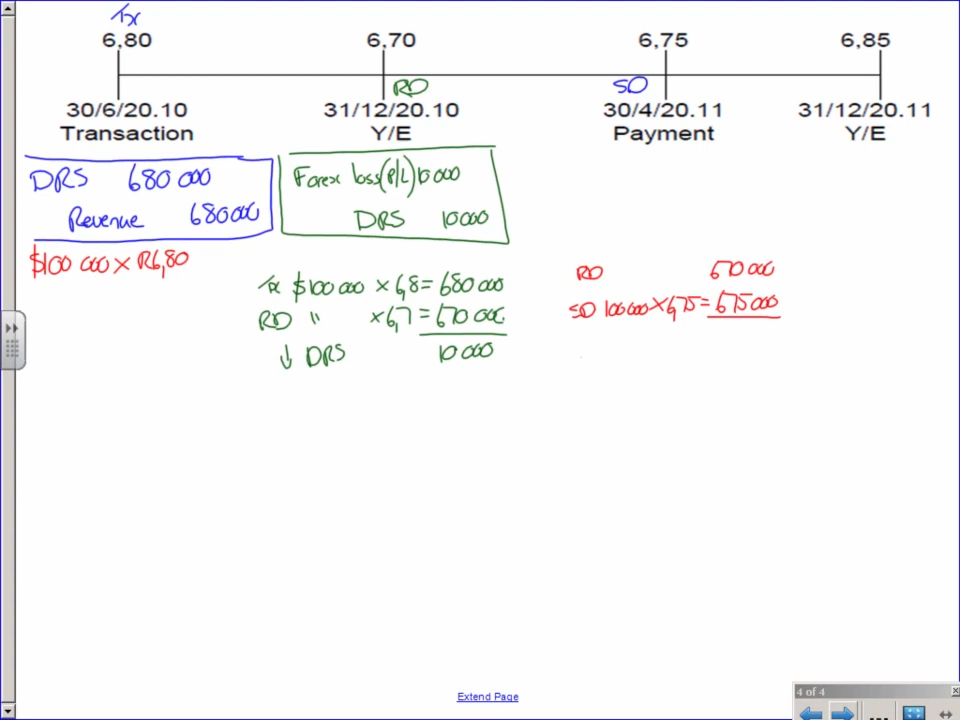 Tx
6,80 6,70 6,75 6,85
RD SD
30/6/20.10 31/12/20.10 30/4/20.11 31/12/20.11
Transaction Y/E Payment Y/E
DRS 680 000
Revenue 680 000
$100 000 × R6,80
Forex loss (P/L) 10 000
DRS 10 000
Tx $100 000 × 6,8 = 680 000
RD " × 6,7 = 670 000
↓ DRS 10 000
RD 670 000
SD 100 000 × 6,75 = 675 000
Extend Page
4 of 4